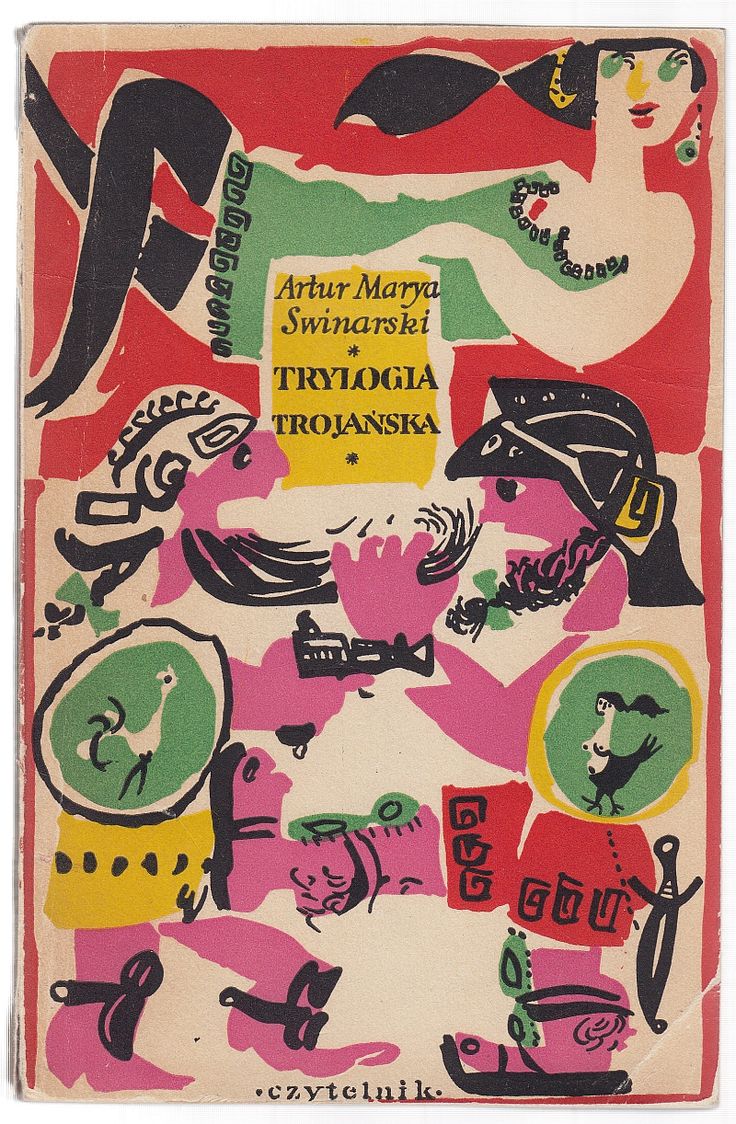 Artur Marya
Swinarski
*
TRYLOGIA
TROJAŃSKA
*
•czytelnik•